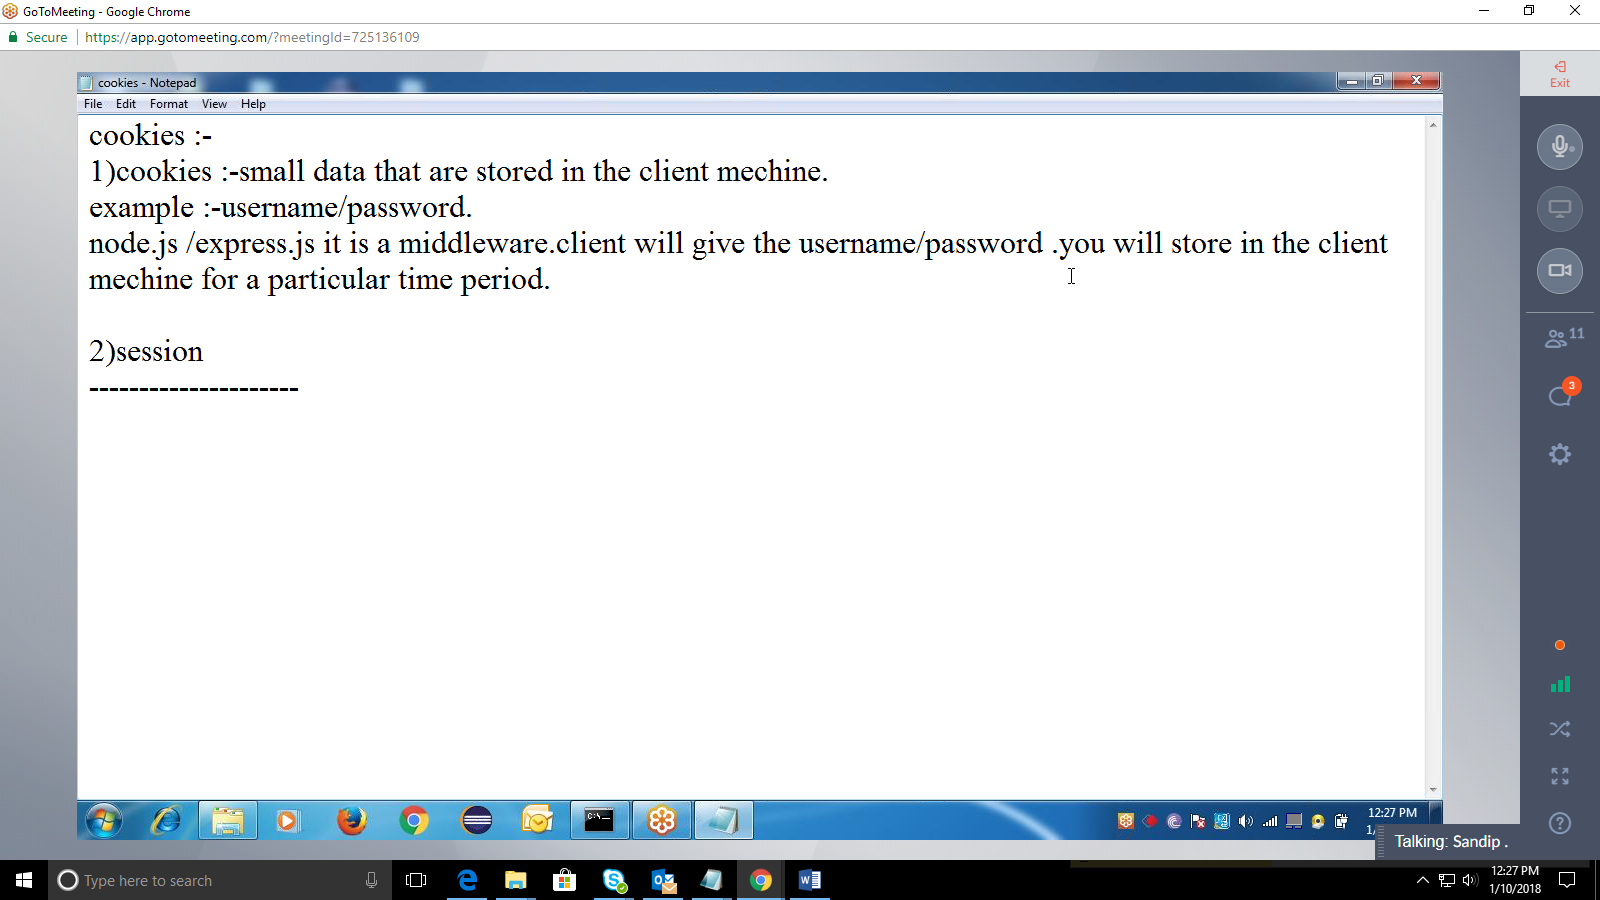 GoToMeeting - Google Chrome
Secure https://app.gotomeeting.com/?meetingId=725136109
cookies - Notepad
Exit
File Edit Format View Help
cookies :-
1)cookies :-small data that are stored in the client mechine.
example :-username/password.
node.js /express.js it is a middleware.client will give the username/password .you will store in the client
mechine for a particular time period.
2)session
---------------------
11
3
12:27 PM
1/
Talking: Sandip .
Type here to search
12:27 PM
1/10/2018